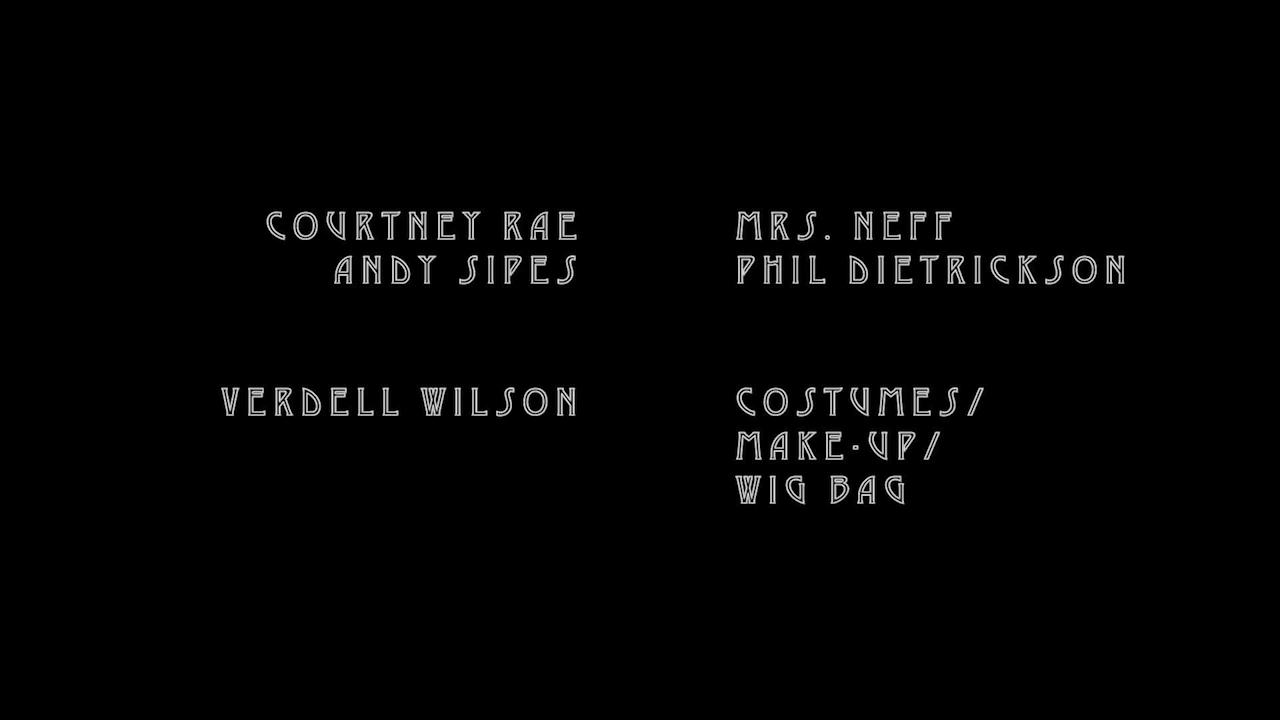 COURTNEY RAE MRS. NEFF
ANDY SIPES PHIL DIETRICKSON
VERDELL WILSON COSTUMES/
MAKE-UP/
WIG BAG